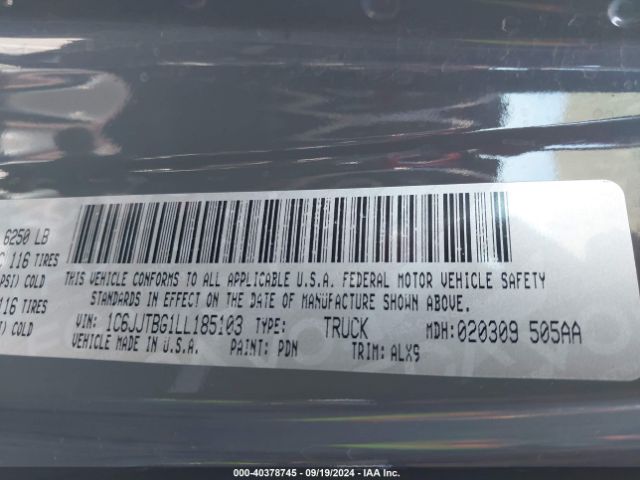 6250 LB
116 TIRES
PSI) COLD
116 TIRES
COLD
THIS VEHICLE CONFORMS TO ALL APPLICABLE U.S.A. FEDERAL MOTOR VEHICLE SAFETY
STANDARDS IN EFFECT ON THE DATE OF MANUFACTURE SHOWN ABOVE.
VIN: 1C6JJTBG1LL185103 TYPE: TRUCK MDH:020309 505AA
VEHICLE MADE IN U.S.A. PAINT: PDN TRIM: ALX9
00-40378745 - 09/19/2024 - IAA Inc.